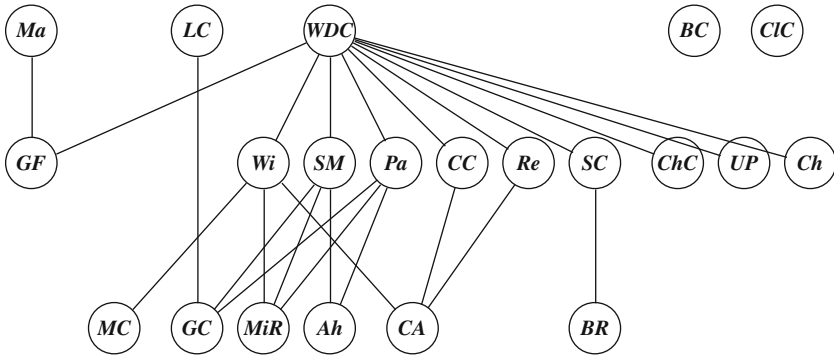 Ma LC WDC BC ClC
GF Wi SM Pa CC Re SC ChC UP Ch
MC GC MiR Ah CA BR